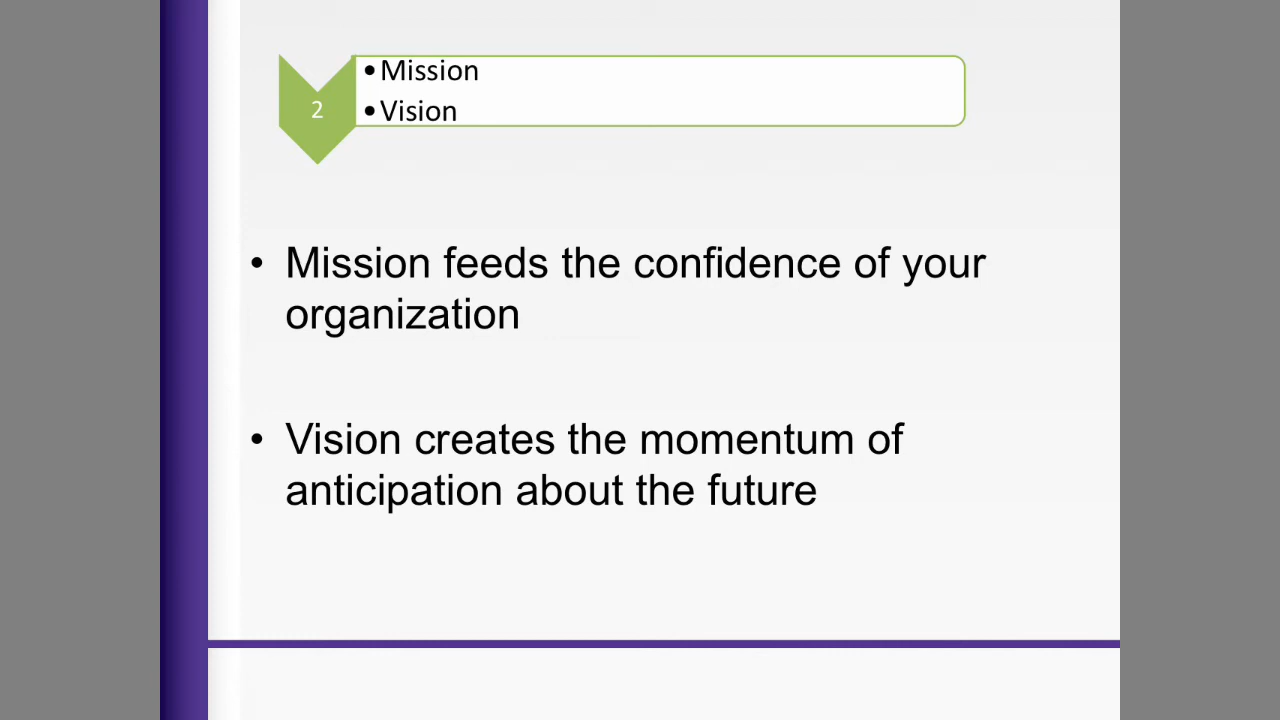 2
•Mission
•Vision
• Mission feeds the confidence of your
organization
• Vision creates the momentum of
anticipation about the future